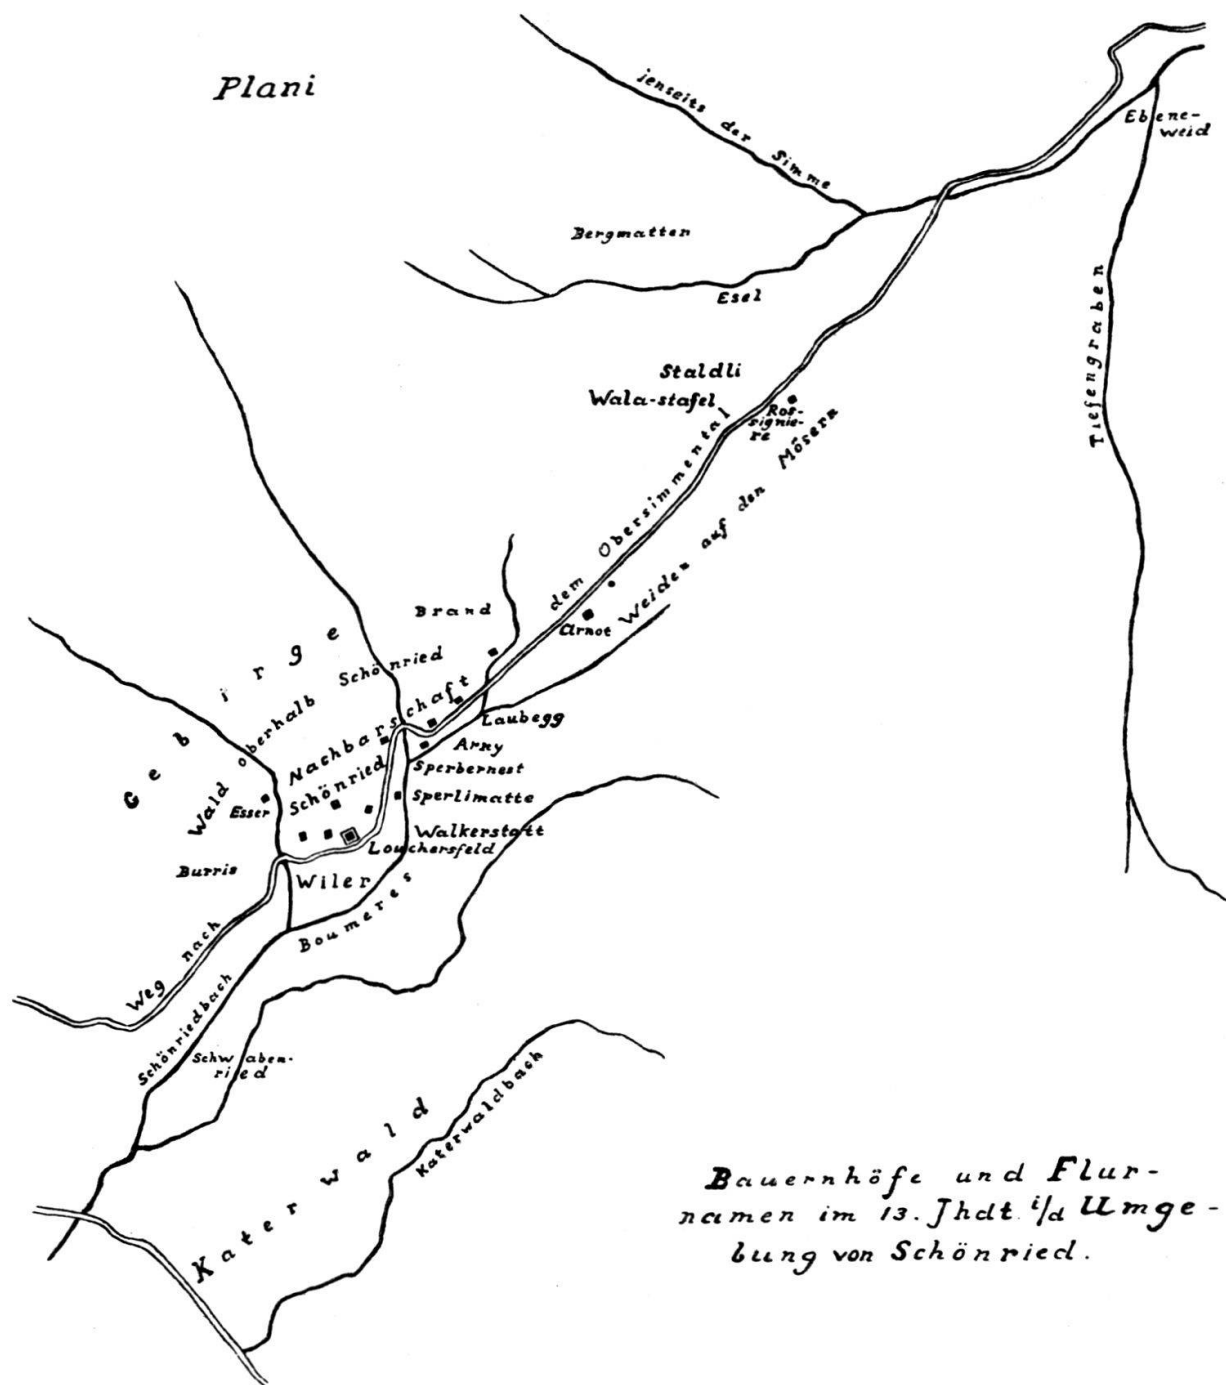 Plani
jenseits der Simme
Ebene-
weid
Bergmatten
Esel
Tiefengraben
Staldli
Wala-stafel
Ros-
signie-
re
Weiden auf den Mösern
Weg nach dem Obersimmental
Arnot
Brand
Gebirge
Wald oberhalb Schönried
Nachbarschaft
Schönried
Laubegg
Arny
Sperbernest
Sperlimatte
Esser
Walkerstatt
Louchersfeld
Burris
Wiler
Boumeres
Schönriedbach
Schwaben-
ried
Katerwald
Katerwaldbach
Bauernhöfe und Flur-
namen im 13. Jhdt. i/d Umge-
bung von Schönried.